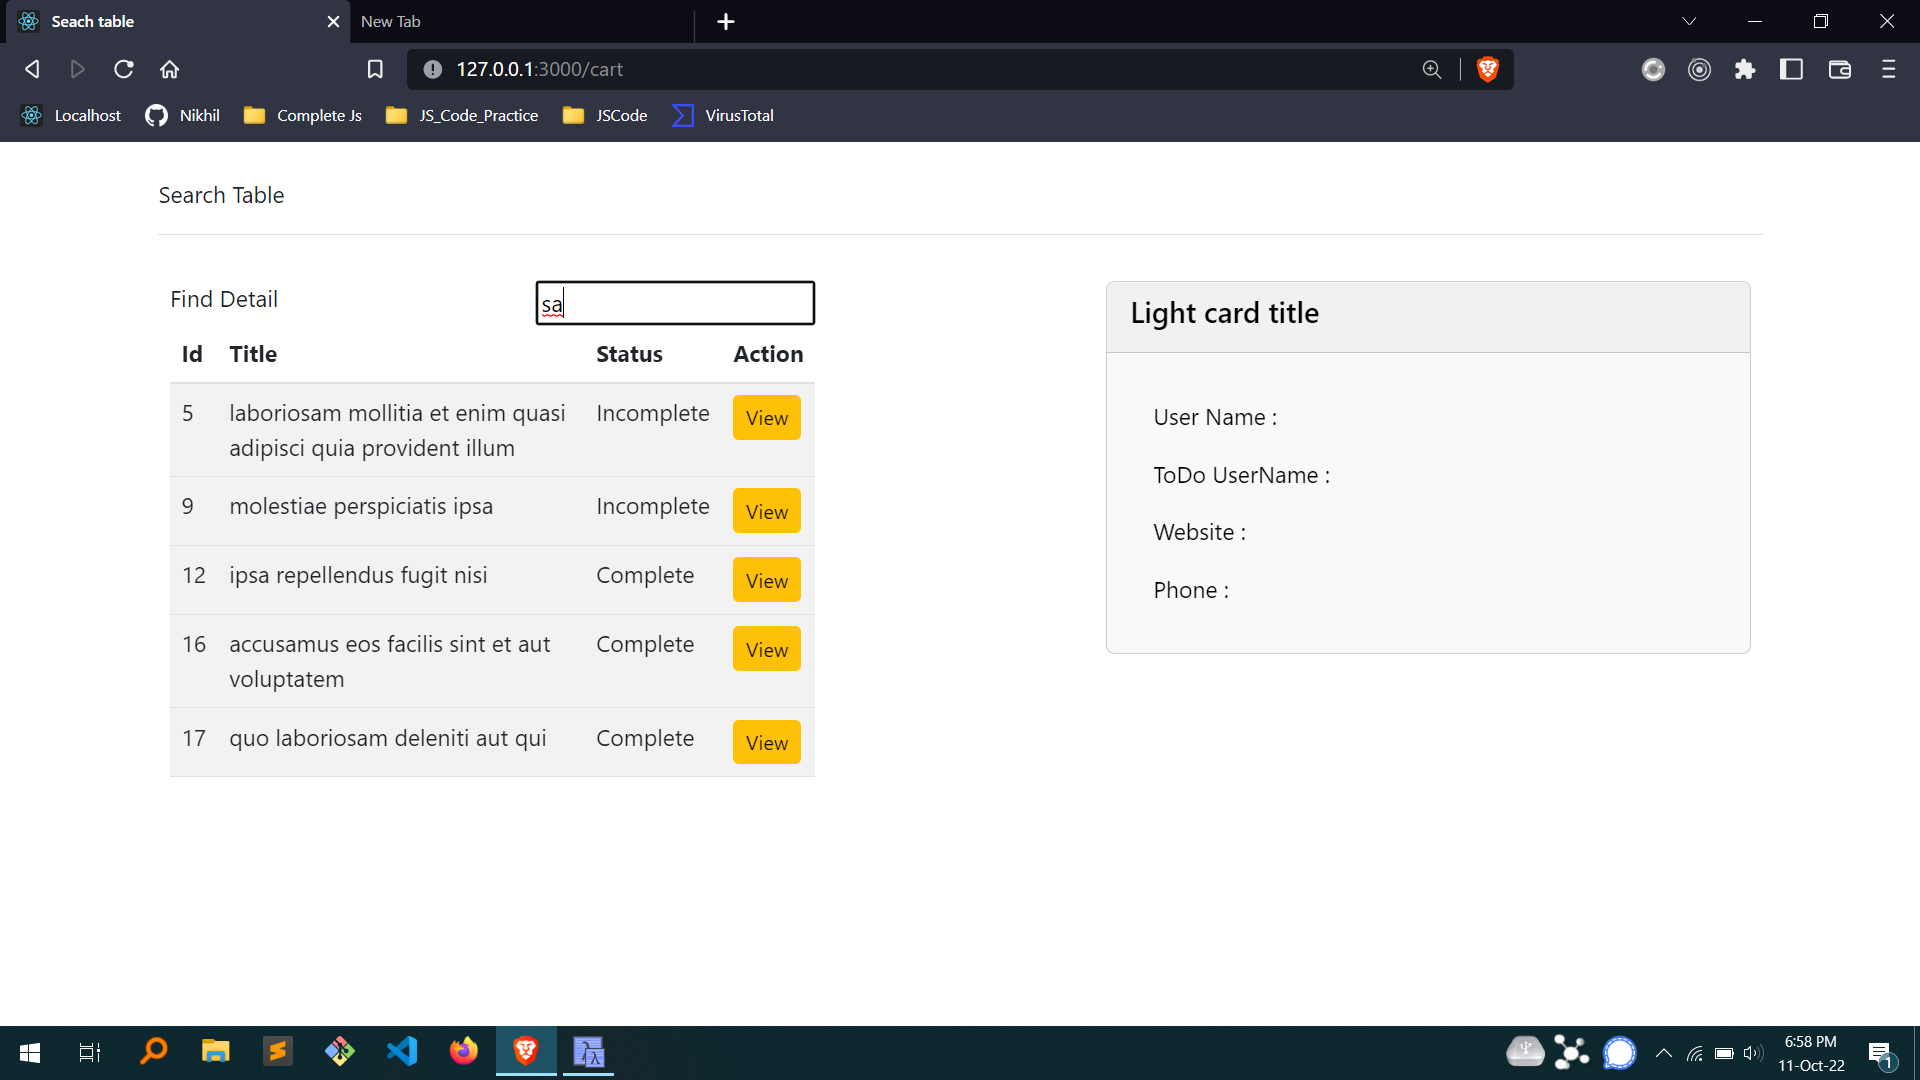 Seach table
New Tab
127.0.0.1:3000/cart
Localhost
Nikhil
Complete Js
JS_Code_Practice
JSCode
VirusTotal
Search Table
Find Detail
sa
Id Title Status Action
5 laboriosam mollitia et enim quasi Incomplete View
adipisci quia provident illum
9 molestiae perspiciatis ipsa Incomplete View
12 ipsa repellendus fugit nisi Complete View
16 accusamus eos facilis sint et aut Complete View
voluptatem
17 quo laboriosam deleniti aut qui Complete View
Light card title
User Name :
ToDo UserName :
Website :
Phone :
6:58 PM
11-Oct-22
1